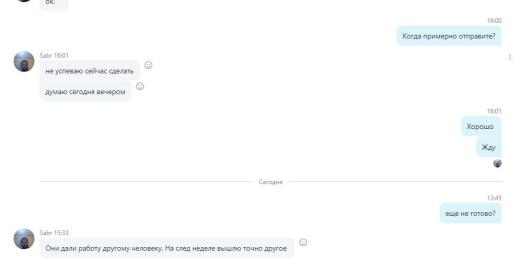 ок.
16:00
Когда примерно отправите?
Sabr 16:01
не успеваю сейчас сделать
думаю сегодня вечером
16:01
Хорошо
Жду
Сегодня
13:45
еще не готово?
Sabr 15:33
Они дали работу другому человеку. На след неделе вышлю точно другое